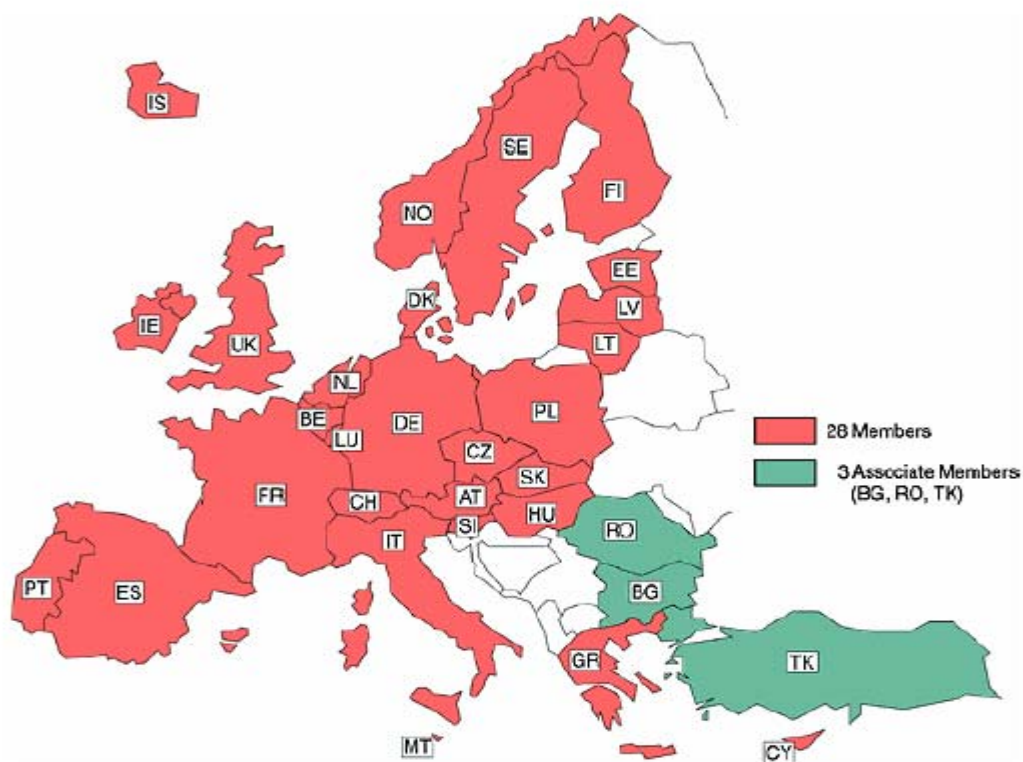 IS
SE
FI
NO
EE
DK
LV
IE
UK
LT
NL
BE
DE
PL
LU
CZ
28 Members
SK
3 Associate Members
(BG, RO, TK)
FR
CH
AT
HU
SI
IT
RO
PT
ES
BG
GR
TK
MT
CY